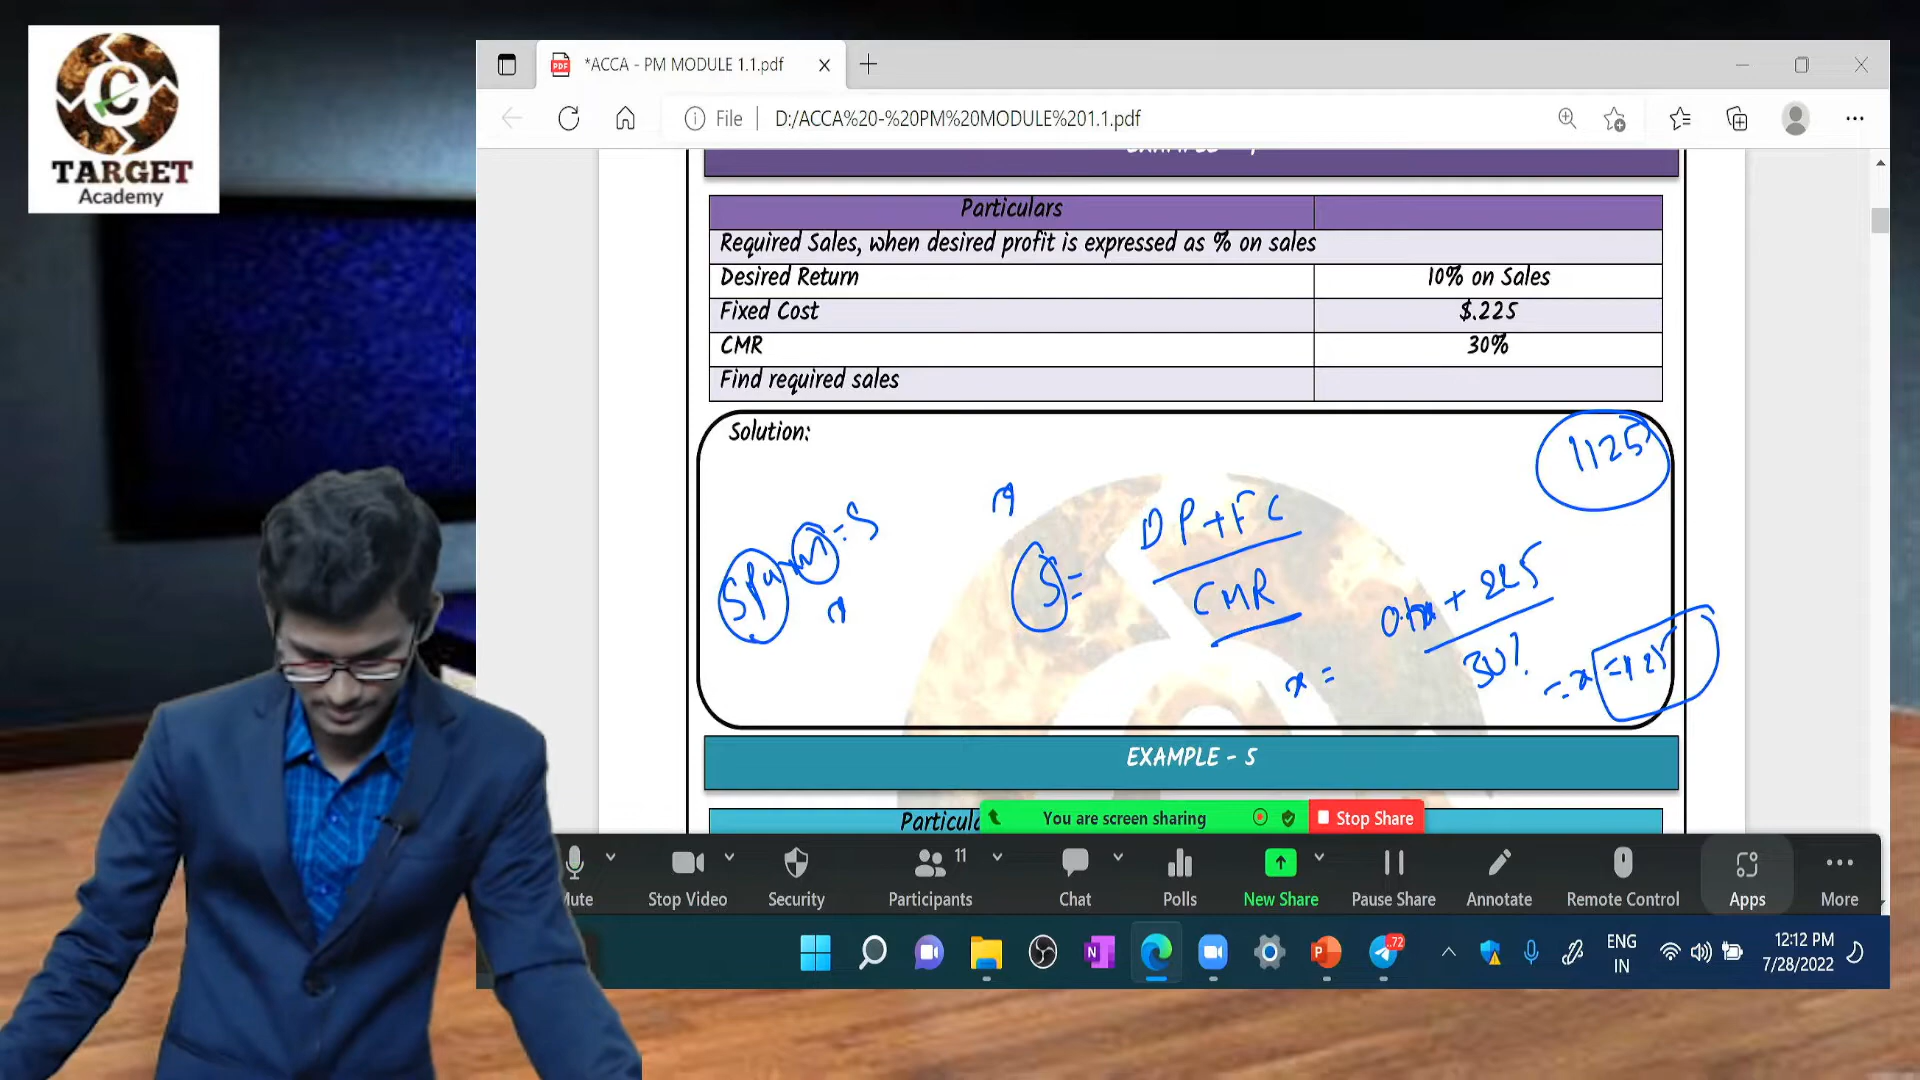 C
TARGET
Academy
*ACCA - PM MODULE 1.1.pdf
File
D:/ACCA%20-%20PM%20MODULE%201.1.pdf
Particulars
Required Sales, when desired profit is expressed as % on sales
Desired Return
10% on Sales
Fixed Cost
$.225
CMR
30%
Find required sales
Solution:
1125
= S
S =
DP+FC
CMR
+ 225
30%
x =
= x
EXAMPLE - 5
You are screen sharing
Stop Share
11
Mute
Stop Video
Security
Participants
Chat
Polls
New Share
Pause Share
Annotate
Remote Control
Apps
More
72
ENG
IN
12:12 PM
7/28/2022